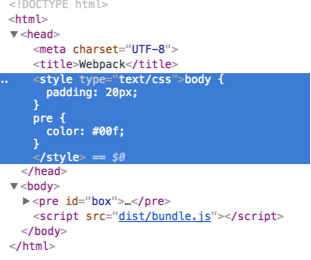 <!DOCTYPE html>
<html>
▼<head>
<meta charset="UTF-8">
<title>Webpack</title>
… <style type="text/css">body {
padding: 20px;
}
pre {
color: #00f;
}
</style> == $0
</head>
▼<body>
▶<pre id="box">…</pre>
<script src="dist/bundle.js"></script>
</body>
</html>